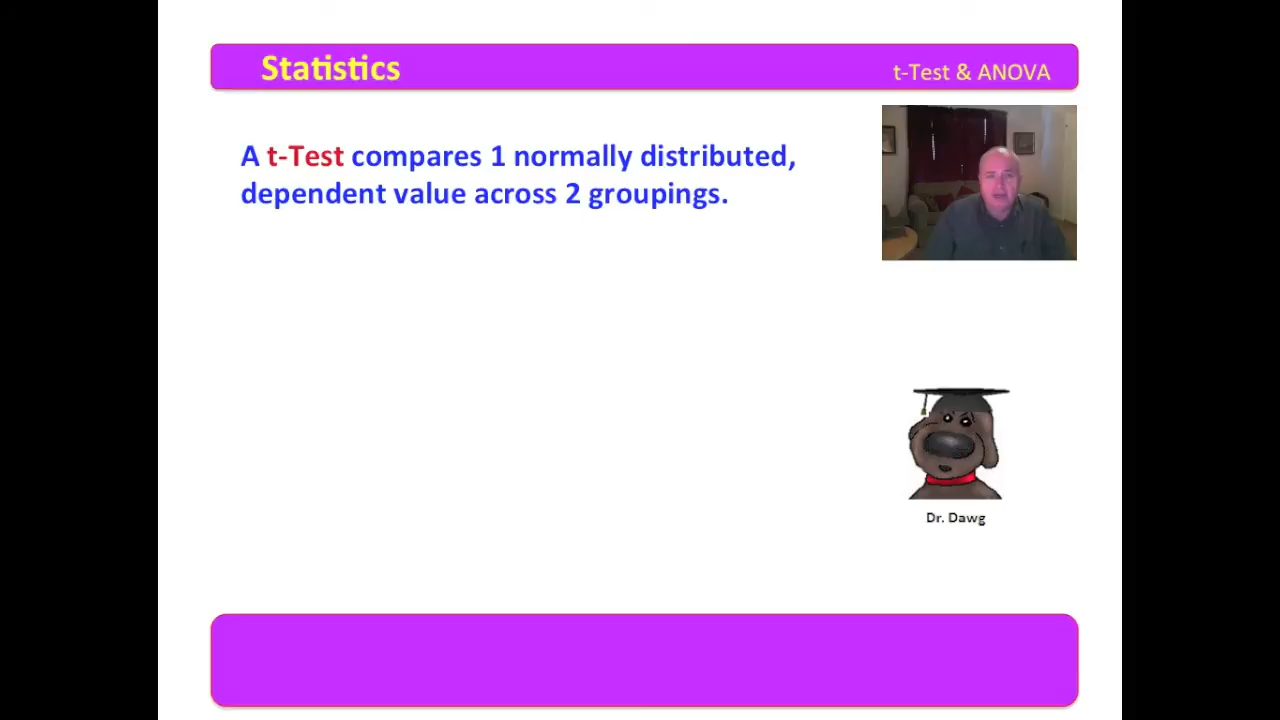 Statistics
t-Test & ANOVA
A t-Test compares 1 normally distributed,
dependent value across 2 groupings.
Dr. Dawg